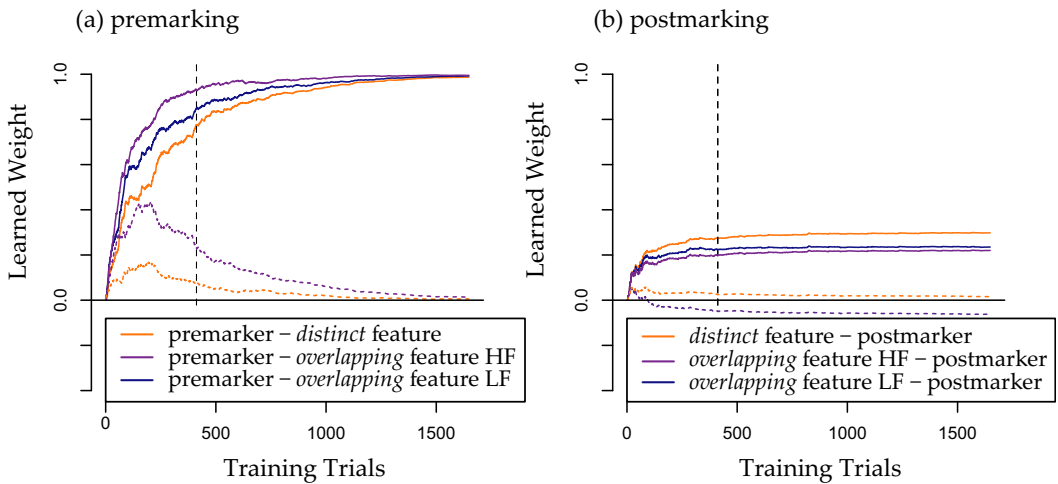 (a) premarking
Learned Weight
1.0
0.0
premarker – distinct feature
premarker – overlapping feature HF
premarker – overlapping feature LF
0 500 1000 1500
Training Trials
(b) postmarking
Learned Weight
1.0
0.0
distinct feature – postmarker
overlapping feature HF – postmarker
overlapping feature LF – postmarker
0 500 1000 1500
Training Trials